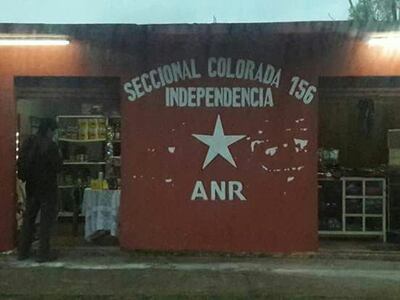 SECCIONAL COLORADA 156
INDEPENDENCIA
ANR